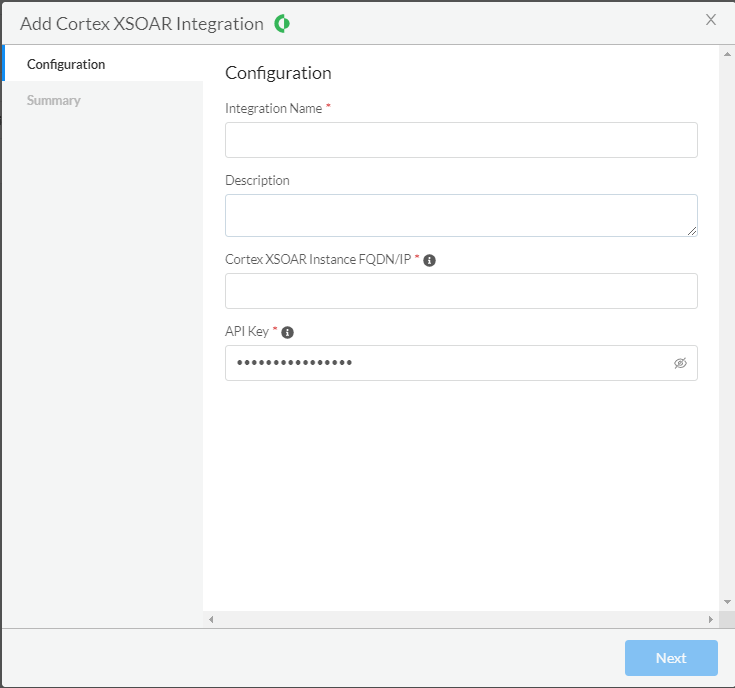 Add Cortex XSOAR Integration
X
Configuration
Summary
Configuration
Integration Name *
Description
Cortex XSOAR Instance FQDN/IP * i
API Key * i
••••••••••••••••
Next